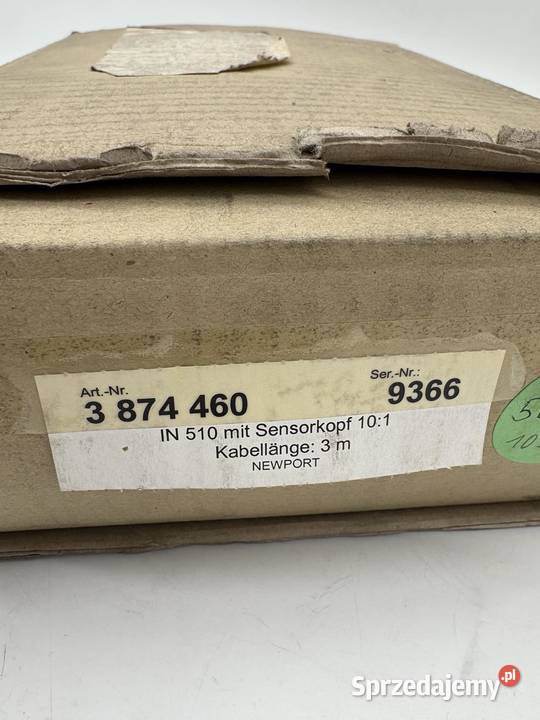 Art.-Nr.
3 874 460
Ser.-Nr.:
9366
IN 510 mit Sensorkopf 10:1
Kabellänge: 3 m
NEWPORT
Sprzedajemy.pl